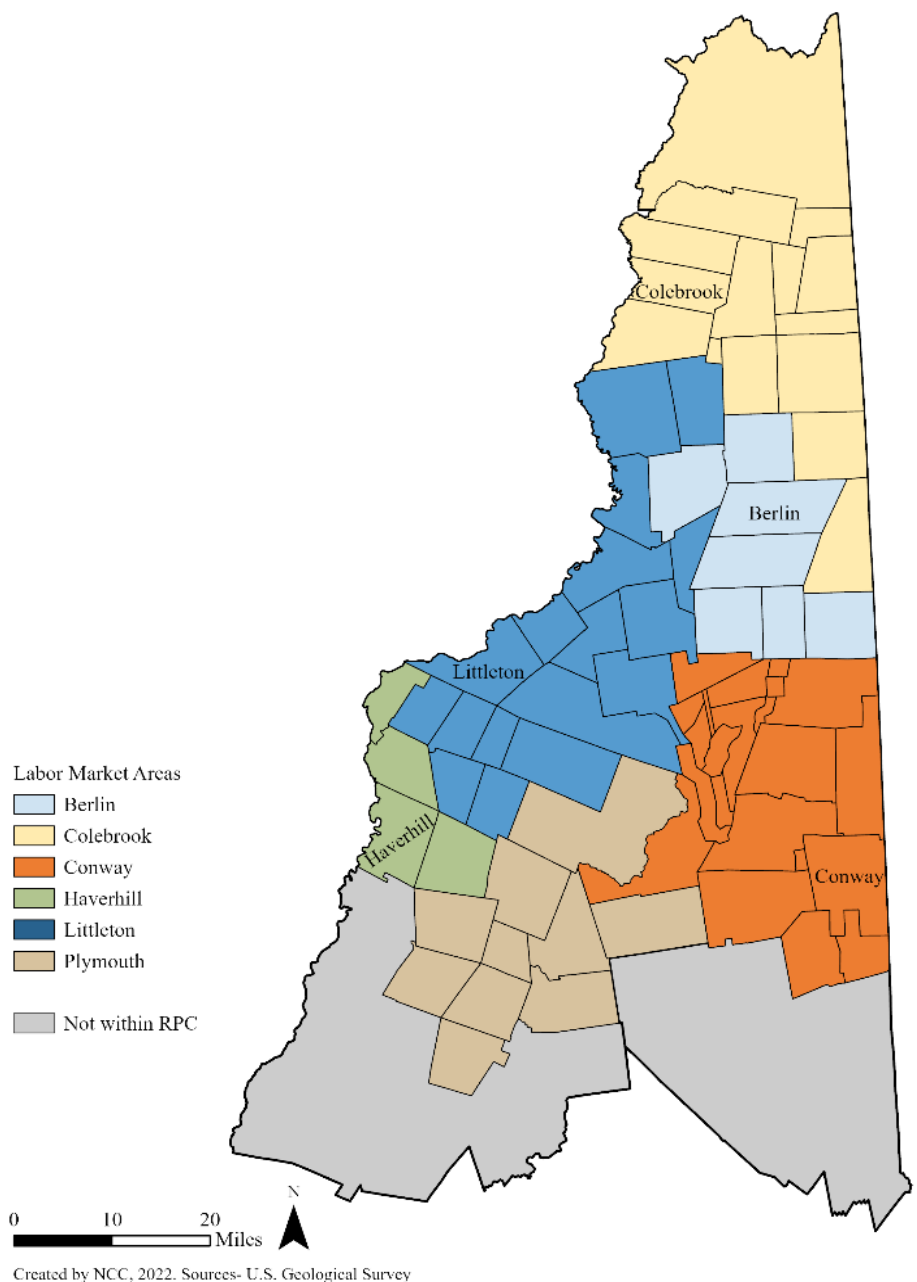 Colebrook
Berlin
Littleton
Haverhill
Conway
Labor Market Areas
Berlin
Colebrook
Conway
Haverhill
Littleton
Plymouth
Not within RPC
N
0 10 20
Miles
Created by NCC, 2022. Sources- U.S. Geological Survey